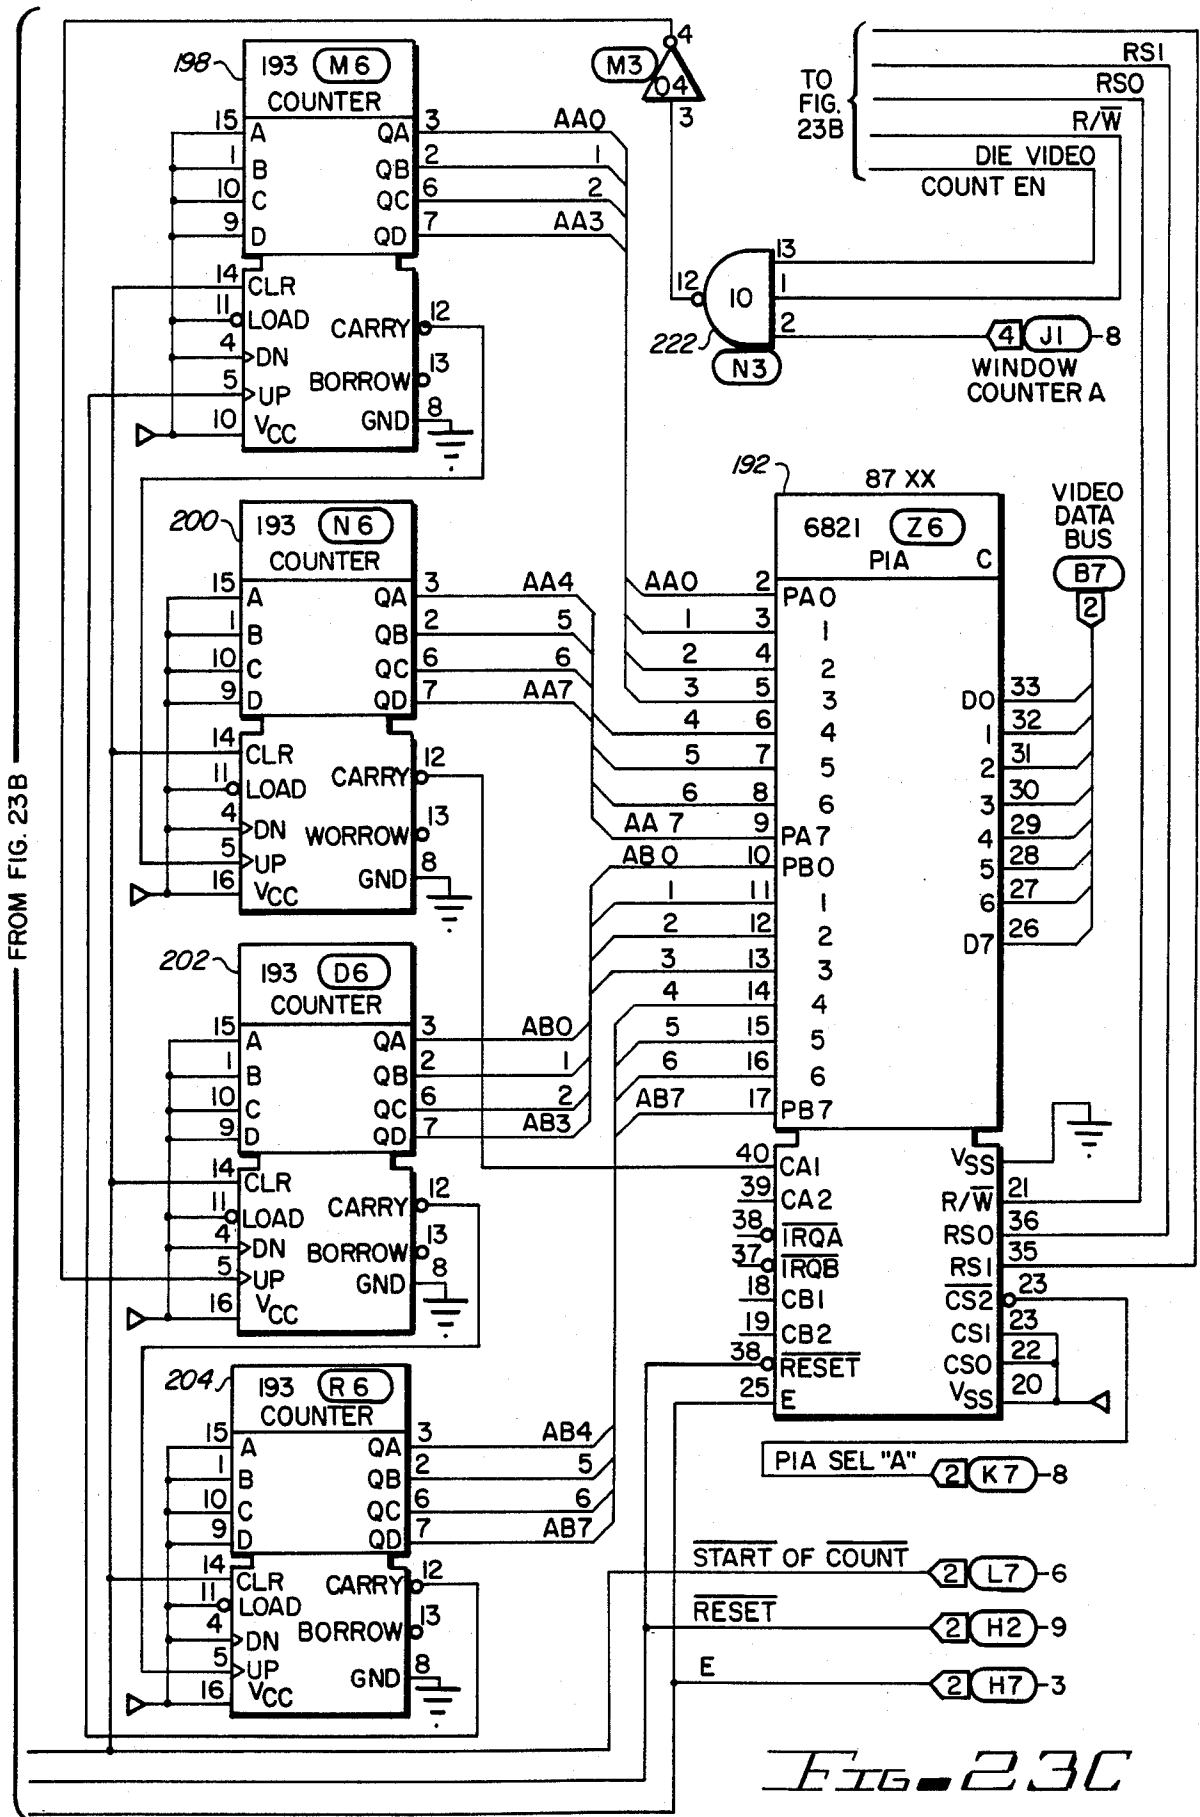 FROM FIG. 23B
198
193 M6
COUNTER
15 A QA 3 AA0
1 B QB 2 1
10 C QC 6 2
9 D QD 7 AA3
14 CLR
11 LOAD CARRY 12
4 DN
BORROW 13
5 UP
GND 8
10 VCC
M3
04
4
3
TO
FIG.
23B
RS1
RS0
R/W̅
DIE VIDEO
COUNT EN
13
12 10 1
2
222
N3
4 J1 -8
WINDOW
COUNTER A
200
193 N6
COUNTER
15 A QA 3 AA4
1 B QB 2 5
10 C QC 6 6
9 D QD 7 AA7
14 CLR
11 LOAD CARRY 12
4 DN WORROW 13
5 UP
GND 8
16 VCC
202
193 D6
COUNTER
15 A QA 3 AB0
1 B QB 2 1
10 C QC 6 2
9 D QD 7 AB3
14 CLR
11 LOAD CARRY 12
4 DN BORROW 13
5 UP GND 8
16 VCC
204
193 R6
COUNTER
15 A QA 3 AB4
1 B QB 2 5
10 C QC 6 6
9 D QD 7 AB7
14 CLR CARRY 12
11 LOAD
4 DN BORROW 13
5 UP GND 8
16 VCC
192
87 XX
6821 Z6
PIA C
AA0 2 PA0
1 3 1
2 4 2
3 5 3
4 6 4
5 7 5
6 8 6
AA7 9 PA7
AB0 10 PB0
1 11 1
2 12 2
3 13 3
4 14 4
5 15 5
6 16 6
AB7 17 PB7
VIDEO
DATA
BUS
B7
2
D0 33
1 32
2 31
3 30
4 29
5 28
6 27
D7 26
40 CA1
39 CA2
38 I̅R̅Q̅A̅
37 I̅R̅Q̅B̅
18 CB1
19 CB2
38 R̅E̅S̅E̅T̅
25 E
VSS
R/W̅ 21
RS0 36
RS1 35
C̅S̅2̅ 23
CS1 23
CS0 22
VSS 20
PIA SEL "A" 2 K7 -8
S̅T̅A̅R̅T̅ OF C̅O̅U̅N̅T̅ 2 L7 -6
R̅E̅S̅E̅T̅ 2 H2 -9
E 2 H7 -3
FIG. 23C